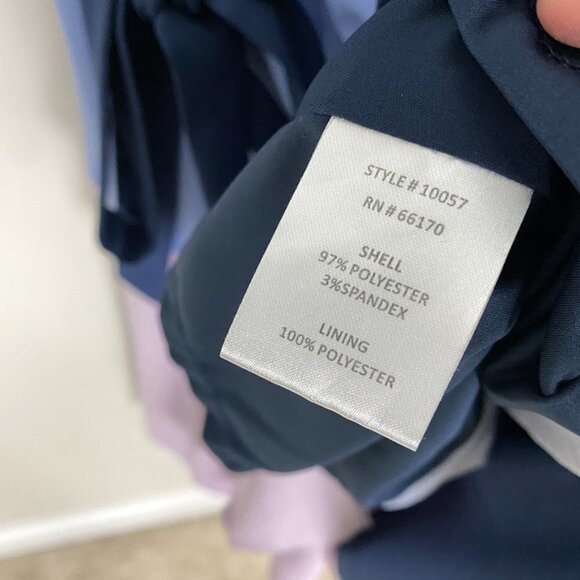 STYLE # 10057
RN # 66170
SHELL
97% POLYESTER
3%SPANDEX
LINING
100% POLYESTER